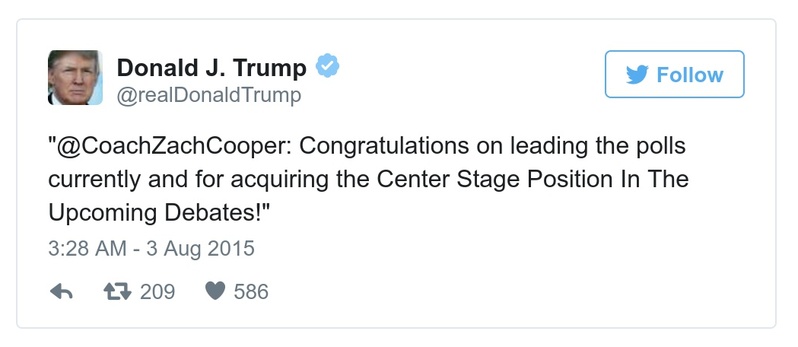 Donald J. Trump
@realDonaldTrump
Follow
"@CoachZachCooper: Congratulations on leading the polls
currently and for acquiring the Center Stage Position In The
Upcoming Debates!"
3:28 AM - 3 Aug 2015
209 586